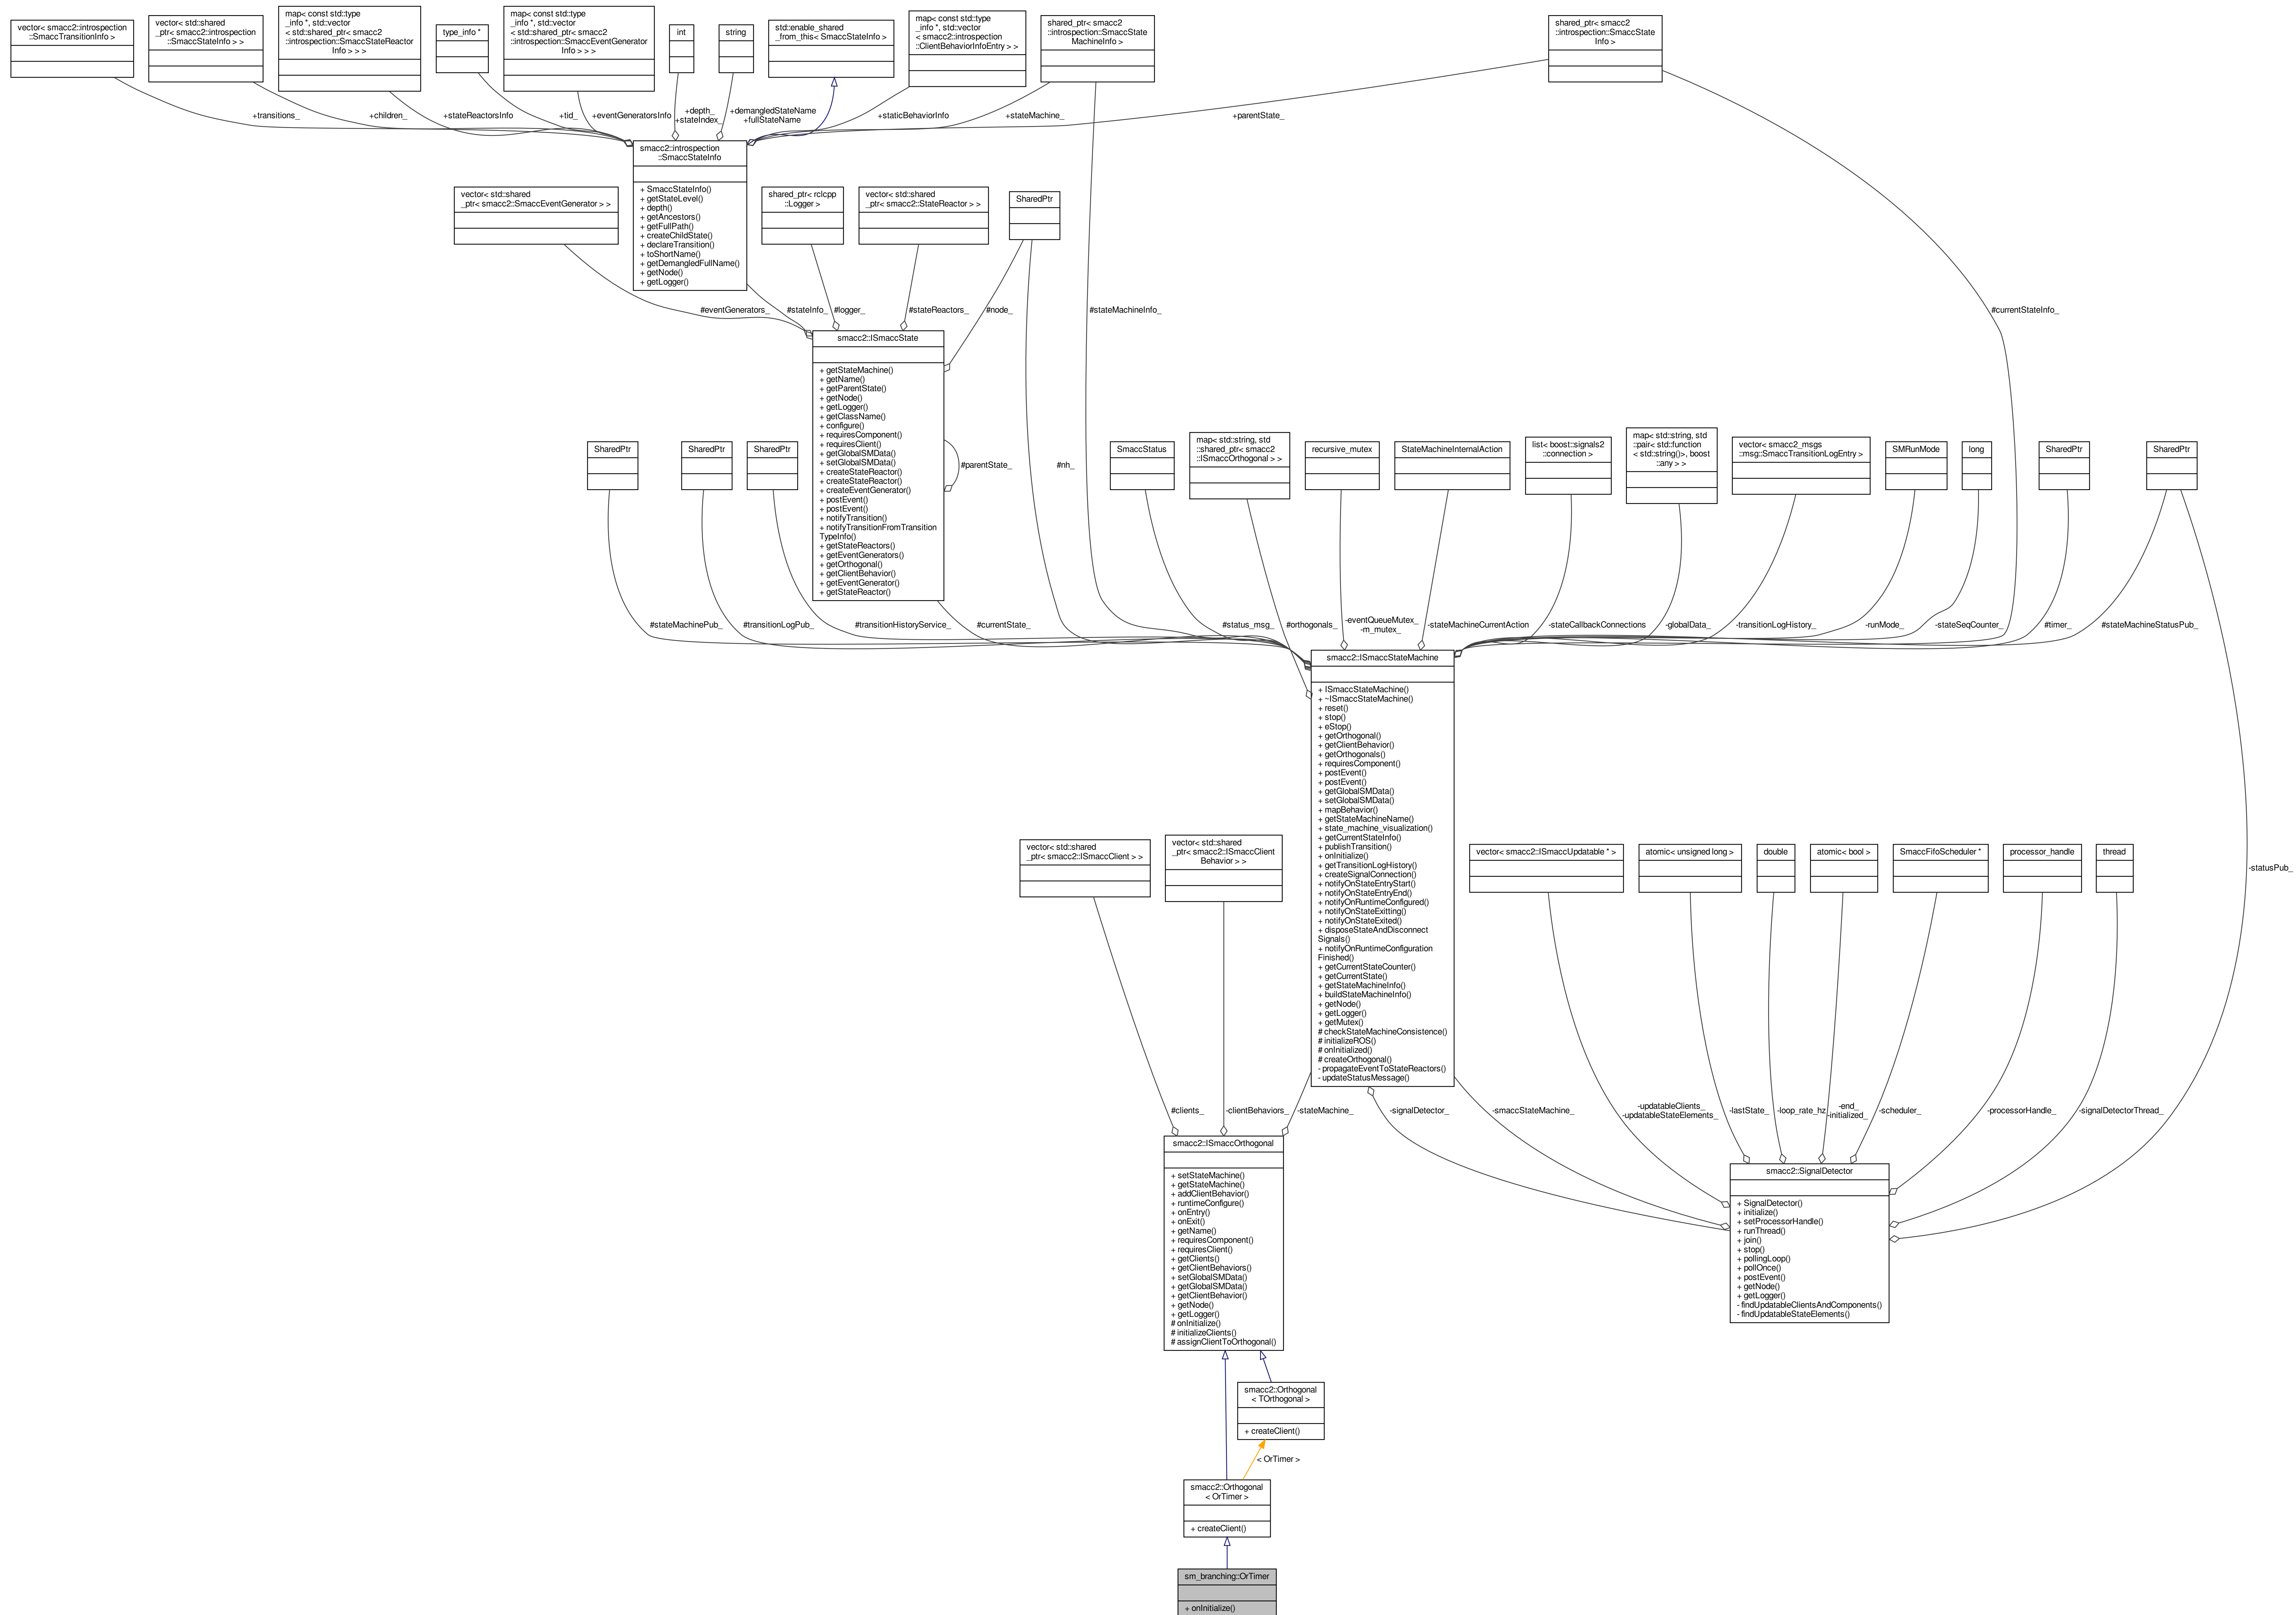 vector< smacc2::introspection
::SmaccTransitionInfo >
vector< std::shared
_ptr< smacc2::introspection
::SmaccStateInfo > >
map< const std::type
_info *, std::vector
< std::shared_ptr< smacc2
::introspection::SmaccStateReactor
Info > > >
type_info *
map< const std::type
_info *, std::vector
< std::shared_ptr< smacc2
::introspection::SmaccEventGenerator
Info > > >
int
string
std::enable_shared
_from_this< SmaccStateInfo >
map< const std::type
_info *, std::vector
< smacc2::introspection
::ClientBehaviorInfoEntry > >
shared_ptr< smacc2
::introspection::SmaccState
MachineInfo >
shared_ptr< smacc2
::introspection::SmaccState
Info >
+transitions_
+children_
+stateReactorsInfo
+tid_
+eventGeneratorsInfo
+depth_
+stateIndex_
+demangledStateName
+fullStateName
+staticBehaviorInfo
+stateMachine_
+parentState_
smacc2::introspection
::SmaccStateInfo
+ SmaccStateInfo()
+ getStateLevel()
+ depth()
+ getAncestors()
+ getFullPath()
+ createChildState()
+ declareTransition()
+ toShortName()
+ getDemangledFullName()
+ getNode()
+ getLogger()
vector< std::shared
_ptr< smacc2::SmaccEventGenerator > >
shared_ptr< rclcpp
::Logger >
vector< std::shared
_ptr< smacc2::StateReactor > >
SharedPtr
#eventGenerators_
#stateInfo_
#logger_
#stateReactors_
#node_
#stateMachineInfo_
#currentStateInfo_
smacc2::ISmaccState
+ getStateMachine()
+ getName()
+ getParentState()
+ getNode()
+ getLogger()
+ getClassName()
+ configure()
+ requiresComponent()
+ requiresClient()
+ getGlobalSMData()
+ setGlobalSMData()
+ createStateReactor()
+ createStateReactor()
+ createEventGenerator()
+ postEvent()
+ postEvent()
+ notifyTransition()
+ notifyTransitionFromTransition
TypeInfo()
+ getStateReactors()
+ getEventGenerators()
+ getOrthogonal()
+ getClientBehavior()
+ getEventGenerator()
+ getStateReactor()
#parentState_
#nh_
SharedPtr
SharedPtr
SharedPtr
SmaccStatus
map< std::string, std
::shared_ptr< smacc2
::ISmaccOrthogonal > >
recursive_mutex
StateMachineInternalAction
list< boost::signals2
::connection >
map< std::string, std
::pair< std::function
< std::string()>, boost
::any > >
vector< smacc2_msgs
::msg::SmaccTransitionLogEntry >
SMRunMode
long
SharedPtr
SharedPtr
#stateMachinePub_
#transitionLogPub_
#transitionHistoryService_
#currentState_
#status_msg_
#orthogonals_
-eventQueueMutex_
-m_mutex_
-stateMachineCurrentAction
-stateCallbackConnections
-globalData_
-transitionLogHistory_
-runMode_
-stateSeqCounter_
#timer_
#stateMachineStatusPub_
smacc2::ISmaccStateMachine
+ ISmaccStateMachine()
+ ~ISmaccStateMachine()
+ reset()
+ stop()
+ eStop()
+ getOrthogonal()
+ getClientBehavior()
+ getOrthogonals()
+ requiresComponent()
+ postEvent()
+ postEvent()
+ getGlobalSMData()
+ setGlobalSMData()
+ mapBehavior()
+ getStateMachineName()
+ state_machine_visualization()
+ getCurrentStateInfo()
+ publishTransition()
+ onInitialize()
+ getTransitionLogHistory()
+ createSignalConnection()
+ notifyOnStateEntryStart()
+ notifyOnStateEntryEnd()
+ notifyOnRuntimeConfigured()
+ notifyOnStateExitting()
+ notifyOnStateExited()
+ disposeStateAndDisconnect
Signals()
+ notifyOnRuntimeConfiguration
Finished()
+ getCurrentStateCounter()
+ getCurrentState()
+ getStateMachineInfo()
+ buildStateMachineInfo()
+ getNode()
+ getLogger()
+ getMutex()
# checkStateMachineConsistence()
# initializeROS()
# onInitialized()
# createOrthogonal()
- propagateEventToStateReactors()
- updateStatusMessage()
-statusPub_
vector< std::shared
_ptr< smacc2::ISmaccClient > >
vector< std::shared
_ptr< smacc2::ISmaccClient
Behavior > >
vector< smacc2::ISmaccUpdatable * >
atomic< unsigned long >
double
atomic< bool >
SmaccFifoScheduler *
processor_handle
thread
#clients_
-clientBehaviors_
-stateMachine_
-signalDetector_
-smaccStateMachine_
-updatableClients_
-updatableStateElements_
-lastState_
-loop_rate_hz
-end_
-initialized_
-scheduler_
-processorHandle_
-signalDetectorThread_
smacc2::ISmaccOrthogonal
+ setStateMachine()
+ getStateMachine()
+ addClientBehavior()
+ runtimeConfigure()
+ onEntry()
+ onExit()
+ getName()
+ requiresComponent()
+ requiresClient()
+ getClients()
+ getClientBehaviors()
+ setGlobalSMData()
+ getGlobalSMData()
+ getClientBehavior()
+ getNode()
+ getLogger()
# onInitialize()
# initializeClients()
# assignClientToOrthogonal()
smacc2::SignalDetector
+ SignalDetector()
+ initialize()
+ setProcessorHandle()
+ runThread()
+ join()
+ stop()
+ pollingLoop()
+ pollOnce()
+ postEvent()
+ getNode()
+ getLogger()
- findUpdatableClientsAndComponents()
- findUpdatableStateElements()
smacc2::Orthogonal
< TOrthogonal >
+ createClient()
< OrTimer >
smacc2::Orthogonal
< OrTimer >
+ createClient()
sm_branching::OrTimer
+ onInitialize()